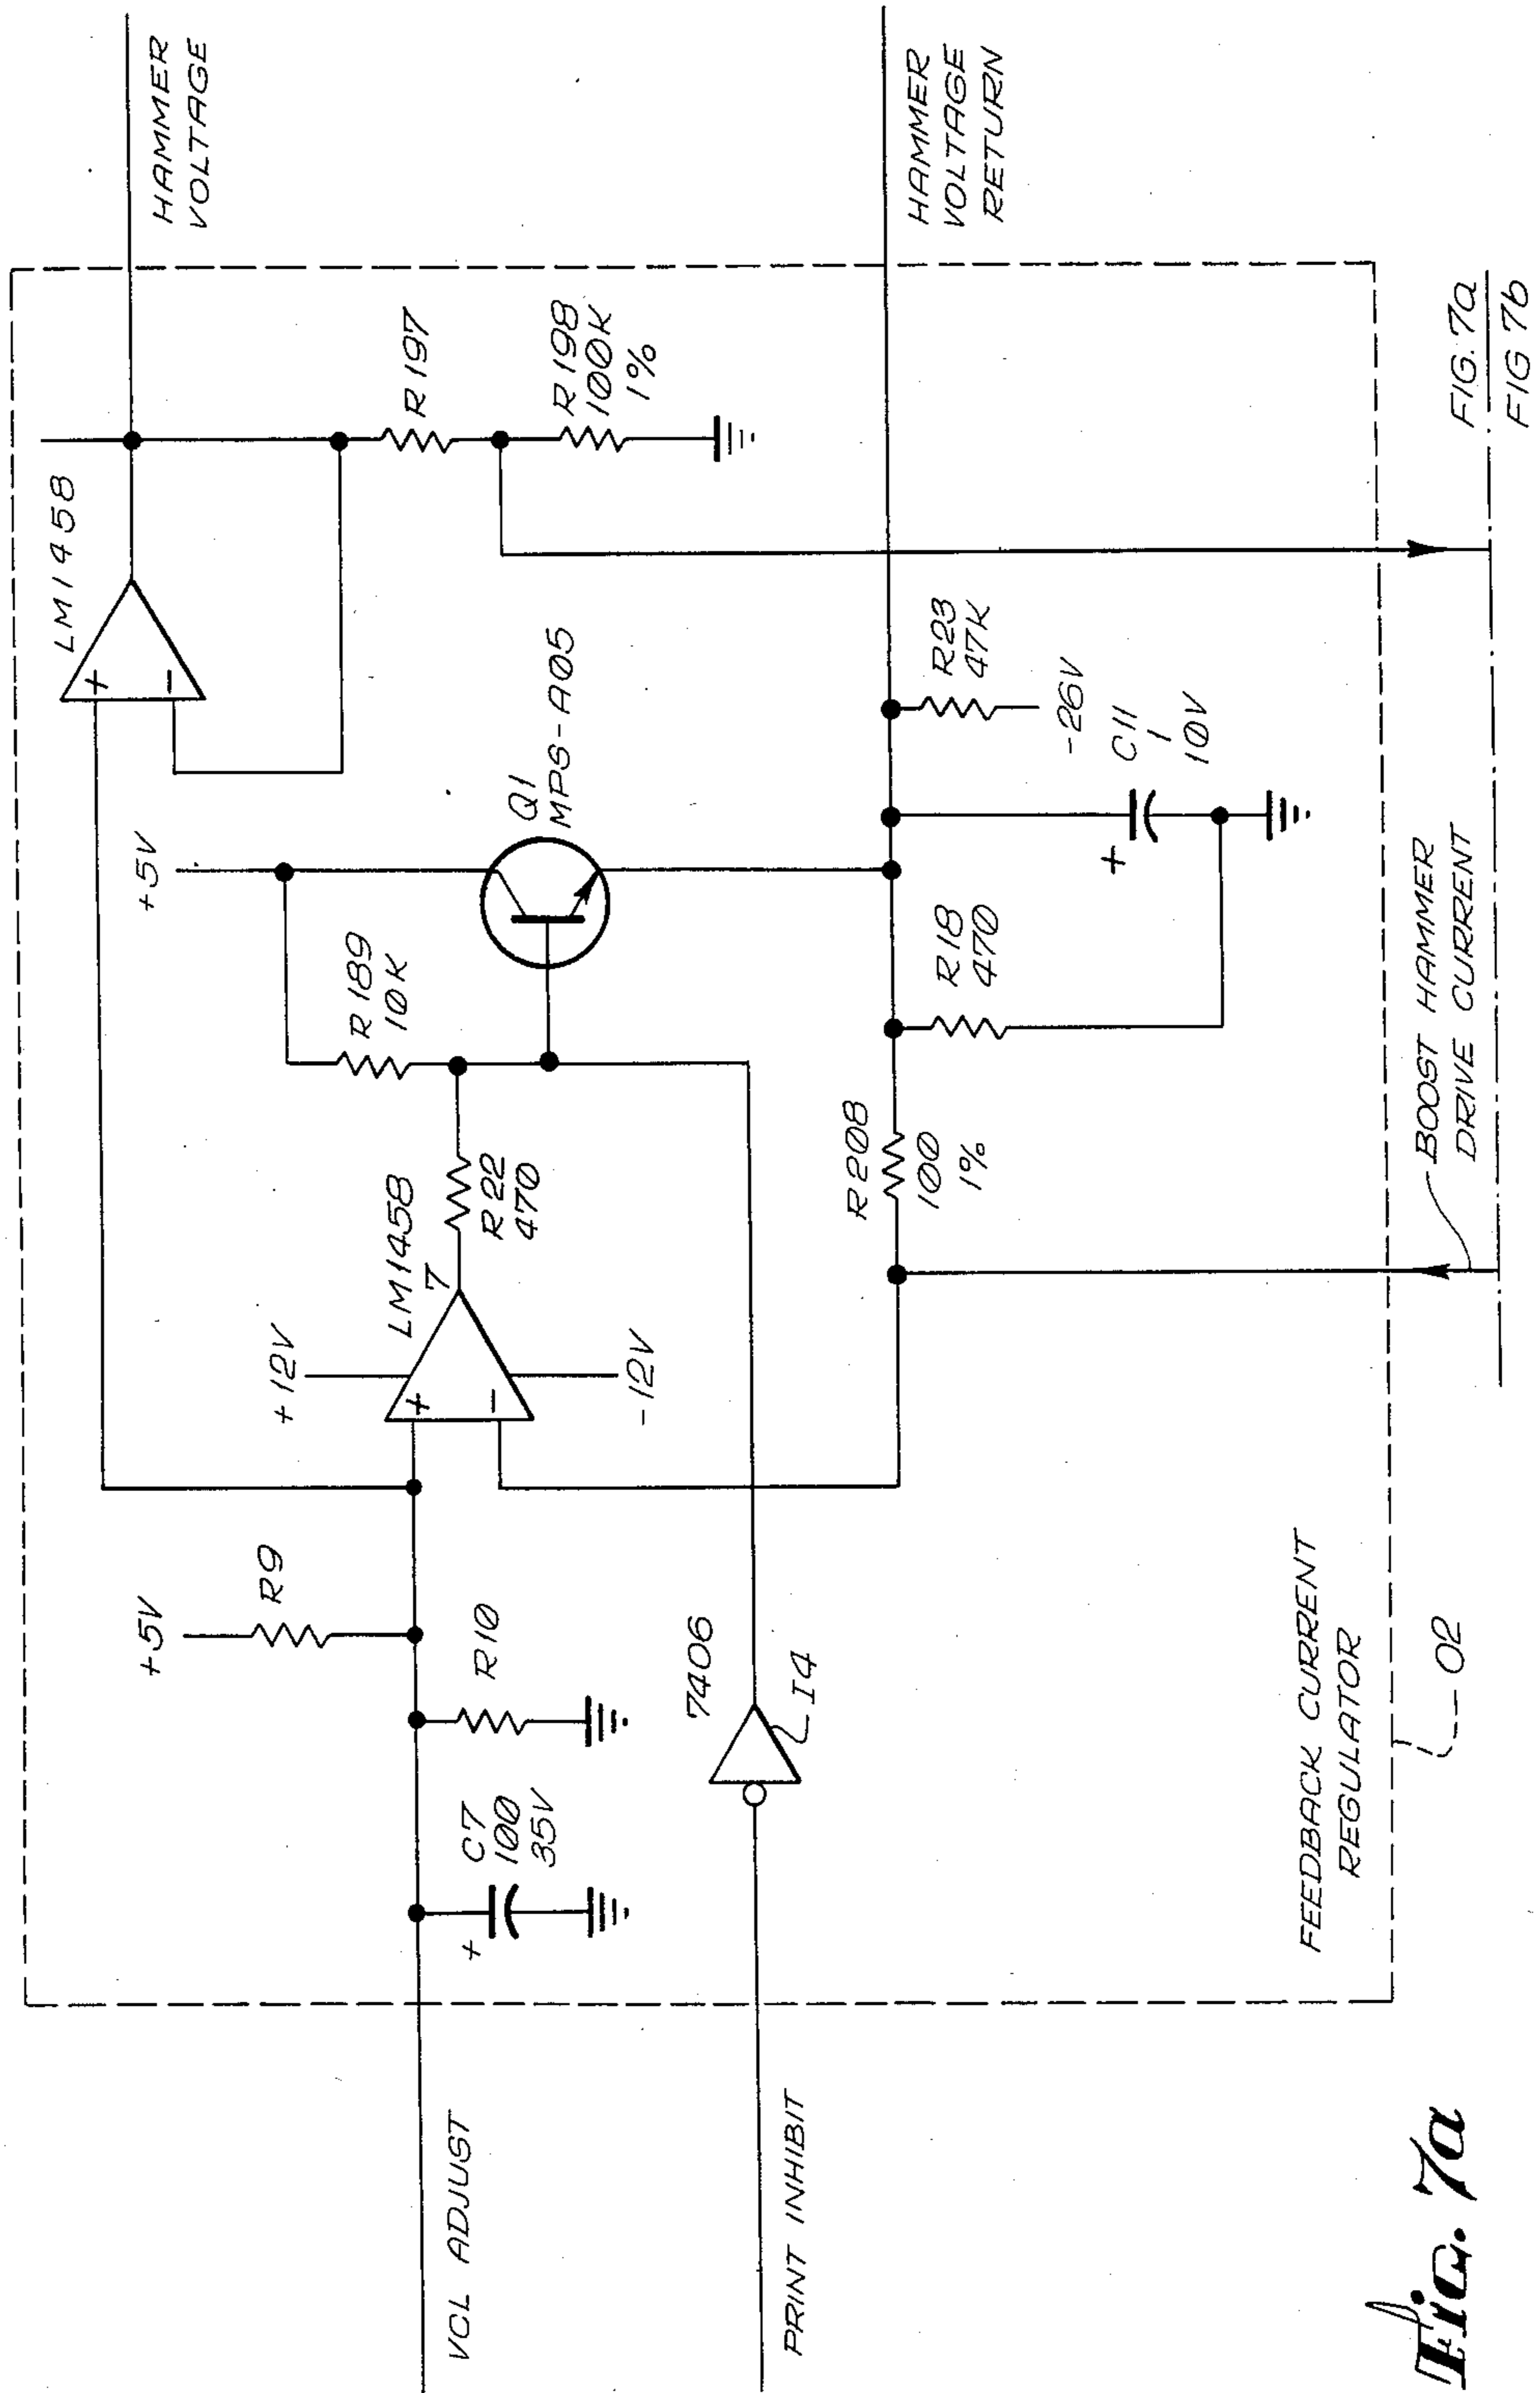 HAMMER
VOLTAGE
LM1458
+
−
R197
R198
100K
1%
+5V
Q1
MPS-A05
R189
10K
+12V
LM1458
7
+
−
R22
470
-12V
+5V
R9
R10
C7
100
35V
+
VCL ADJUST
7406
I4
PRINT INHIBIT
HAMMER
VOLTAGE
RETURN
R23
47K
-26V
C11
1
10V
+
R18
470
R208
100
1%
FEEDBACK CURRENT
REGULATOR
02
BOOST HAMMER
DRIVE CURRENT
FIG. 7a
FIG 7b
Fig. 7a